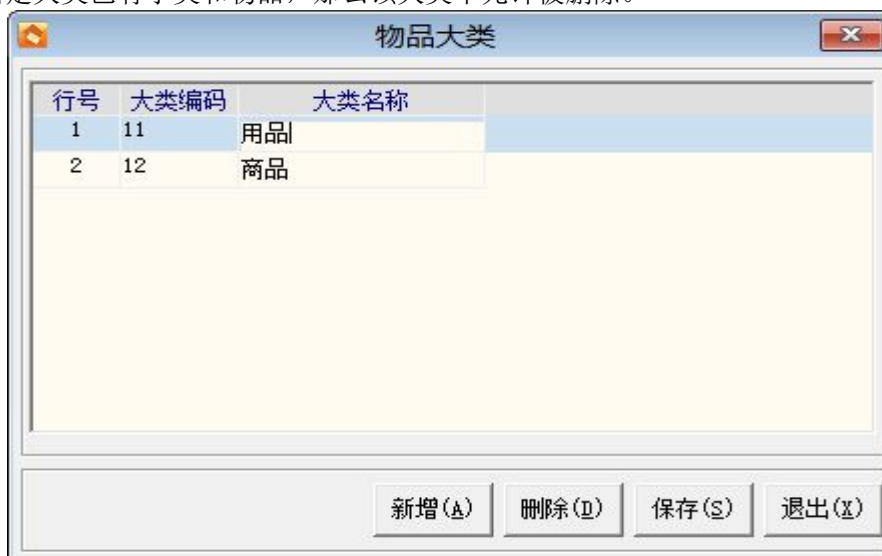 物品大类
行号 大类编码 大类名称
1 11 用品
2 12 商品
新增(A) 删除(D) 保存(S) 退出(X)